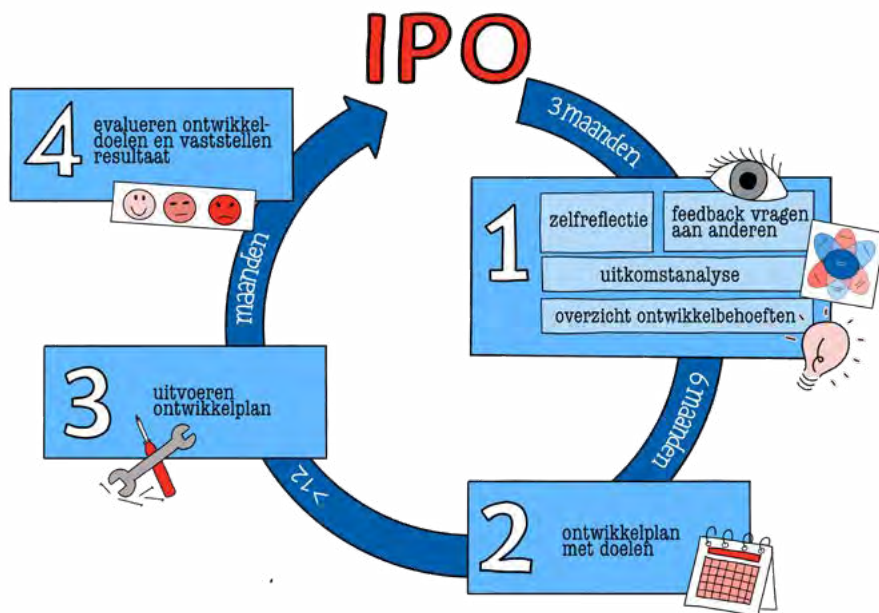 IPO
3 maanden
1
zelfreflectie
feedback vragen
aan anderen
uitkomstanalyse
overzicht ontwikkelbehoeften
6 maanden
2
ontwikkelplan
met doelen
>12
maanden
3
uitvoeren
ontwikkelplan
4
evalueren ontwikkel-
doelen en vaststellen
resultaat